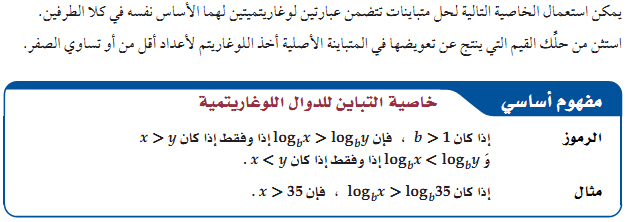 يمكن استعمال الخاصية التالية لحل متباينات تتضمن عبارتين لوغاريتميتين لهما الأساس نفسه في كلا الطرفين.
استثنِ من حلِّك القيم التي ينتج عن تعويضها في المتباينة الأصلية أخذ اللوغاريتم لأعداد أقل من أو تساوي الصفر.
مفهوم أساسي خاصية التباين للدوال اللوغاريتمية
الرموز إذا كان b > 1 ، فإن log_b x > log_b y إذا وفقط إذا كان x > y
وَ log_b x < log_b y إذا وفقط إذا كان x < y .
مثال إذا كان log_b x > log_b 35 ، فإن x > 35 .